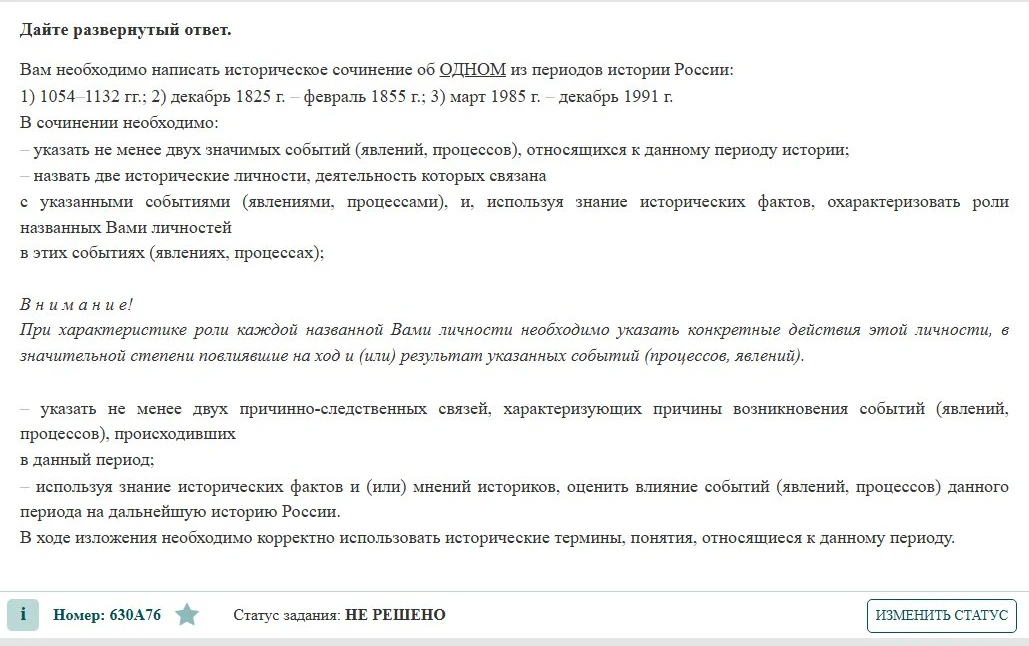 Дайте развернутый ответ.
Вам необходимо написать историческое сочинение об ОДНОМ из периодов истории России:
1) 1054–1132 гг.; 2) декабрь 1825 г. – февраль 1855 г.; 3) март 1985 г. – декабрь 1991 г.
В сочинении необходимо:
– указать не менее двух значимых событий (явлений, процессов), относящихся к данному периоду истории;
– назвать две исторические личности, деятельность которых связана
с указанными событиями (явлениями, процессами), и, используя знание исторических фактов, охарактеризовать роли
названных Вами личностей
в этих событиях (явлениях, процессах);
В н и м а н и е!
При характеристике роли каждой названной Вами личности необходимо указать конкретные действия этой личности, в
значительной степени повлиявшие на ход и (или) результат указанных событий (процессов, явлений).
– указать не менее двух причинно-следственных связей, характеризующих причины возникновения событий (явлений,
процессов), происходивших
в данный период;
– используя знание исторических фактов и (или) мнений историков, оценить влияние событий (явлений, процессов) данного
периода на дальнейшую историю России.
В ходе изложения необходимо корректно использовать исторические термины, понятия, относящиеся к данному периоду.
i Номер: 630A76 Статус задания: НЕ РЕШЕНО ИЗМЕНИТЬ СТАТУС